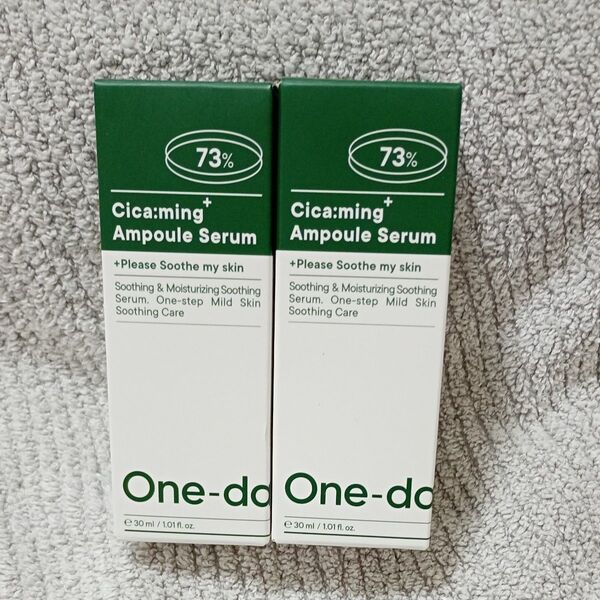 73%
Cica:ming+
Ampoule Serum
+Please Soothe my skin
Soothing & Moisturizing Soothing
Serum. One-step Mild Skin
Soothing Care
One-do
℮ 30 ml / 1.01 fl. oz.
73%
Cica:ming+
Ampoule Serum
+Please Soothe my skin
Soothing & Moisturizing Soothing
Serum. One-step Mild Skin
Soothing Care
One-do
℮ 30 ml / 1.01 fl. oz.